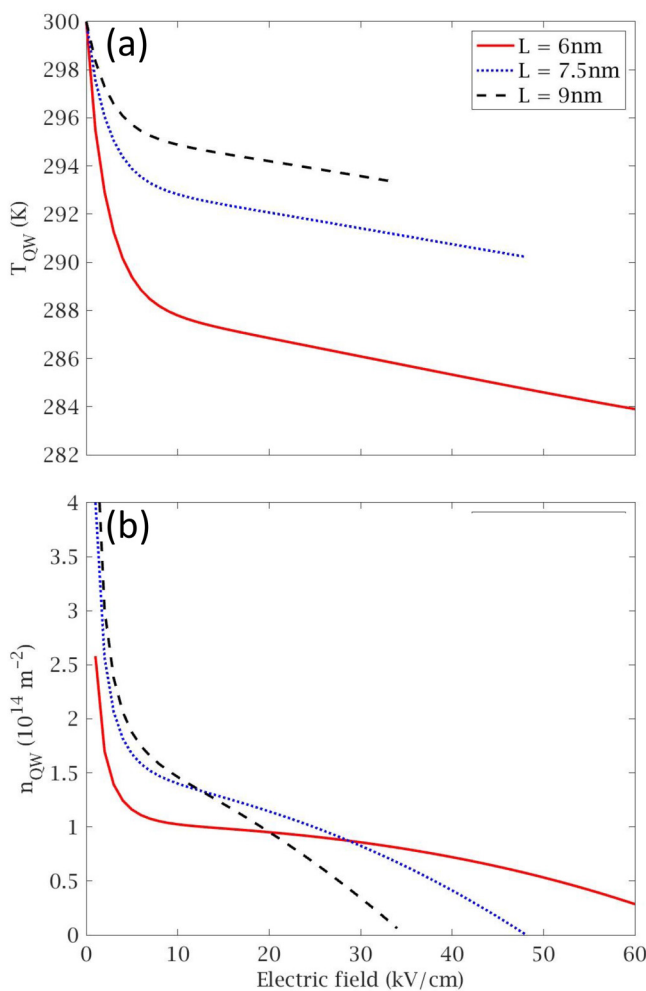 300
(a)
L = 6nm
L = 7.5nm
L = 9nm
298
296
294
292
290
288
286
284
282
T_QW (K)
(b)
4
3.5
3
2.5
2
1.5
1
0.5
0
n_QW (10^14 m^-2)
0 10 20 30 40 50 60
Electric field (kV/cm)